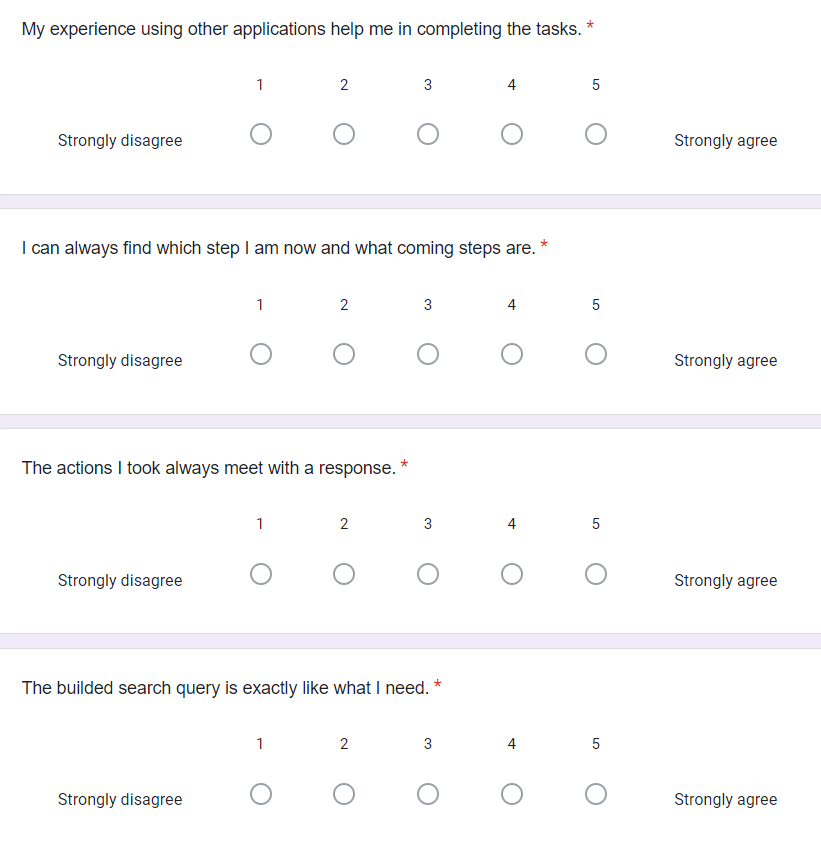 My experience using other applications help me in completing the tasks. *
1 2 3 4 5
Strongly disagree Strongly agree
I can always find which step I am now and what coming steps are. *
1 2 3 4 5
Strongly disagree Strongly agree
The actions I took always meet with a response. *
1 2 3 4 5
Strongly disagree Strongly agree
The builded search query is exactly like what I need. *
1 2 3 4 5
Strongly disagree Strongly agree